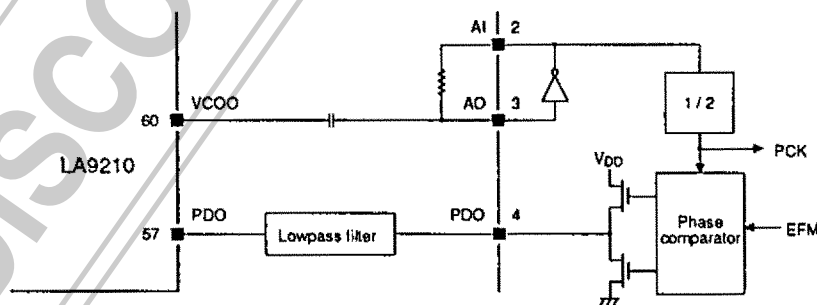 AI 2
VCOO
AO 3
60
1 / 2
LA9210
PCK
VDD
PDO
PDO 4
57
Lowpass filter
Phase
comparator
EFM
DISCO